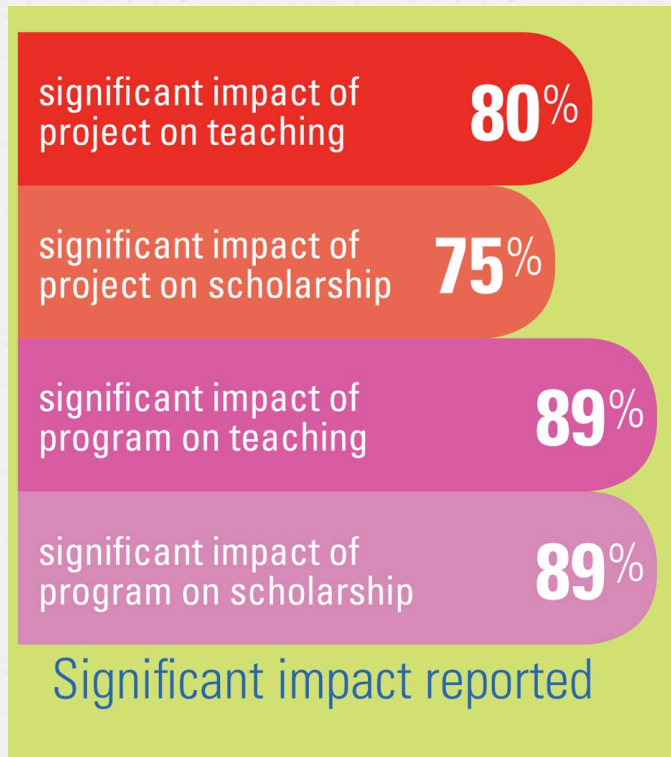 significant impact of
project on teaching
80%
significant impact of
project on scholarship
75%
significant impact of
program on teaching
89%
significant impact of
program on scholarship
89%
Significant impact reported